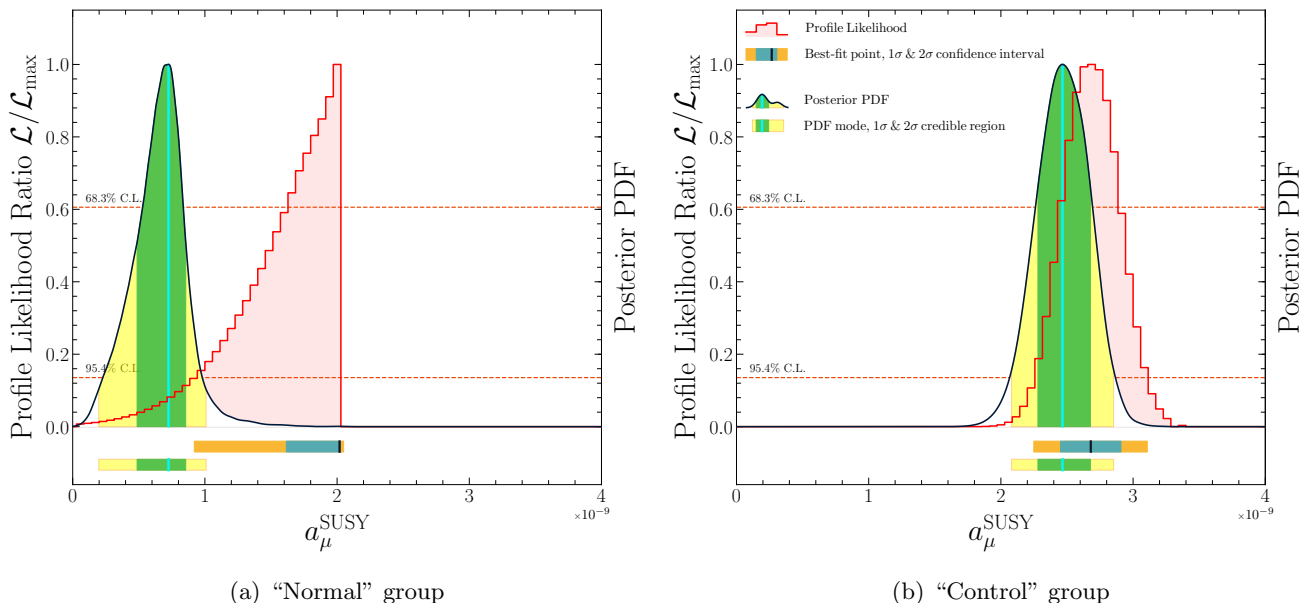 Profile Likelihood Ratio 𝓛/𝓛max
1.0
0.8
0.6
0.4
0.2
0.0
68.3% C.L.
95.4% C.L.
0
1
2
3
4
×10⁻⁹
a_μ^SUSY
Posterior PDF
(a) “Normal” group
Profile Likelihood Ratio 𝓛/𝓛max
1.0
0.8
0.6
0.4
0.2
0.0
Profile Likelihood
Best-fit point, 1σ & 2σ confidence interval
Posterior PDF
PDF mode, 1σ & 2σ credible region
68.3% C.L.
95.4% C.L.
0
1
2
3
4
×10⁻⁹
a_μ^SUSY
Posterior PDF
(b) “Control” group